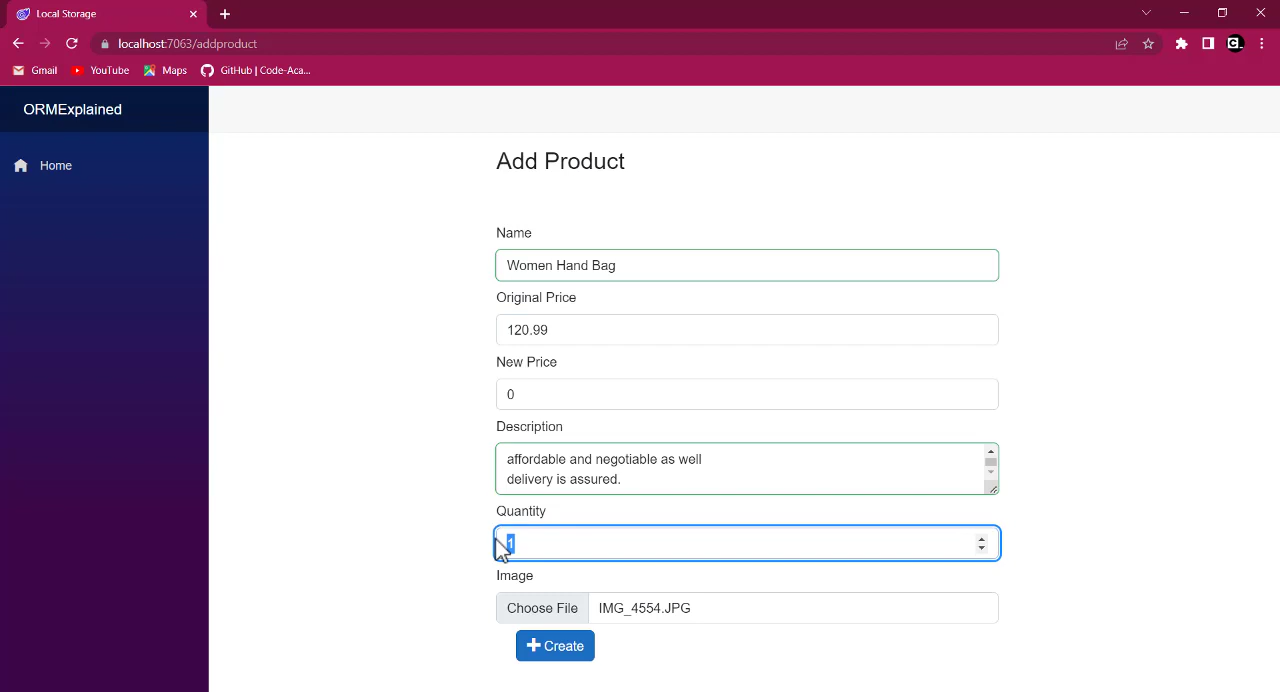 Local Storage
localhost:7063/addproduct
Gmail
YouTube
Maps
GitHub | Code-Aca...
ORMExplained
Home
Add Product
Name
Women Hand Bag
Original Price
120.99
New Price
0
Description
affordable and negotiable as well
delivery is assured.
Quantity
1
Image
Choose File IMG_4554.JPG
Create